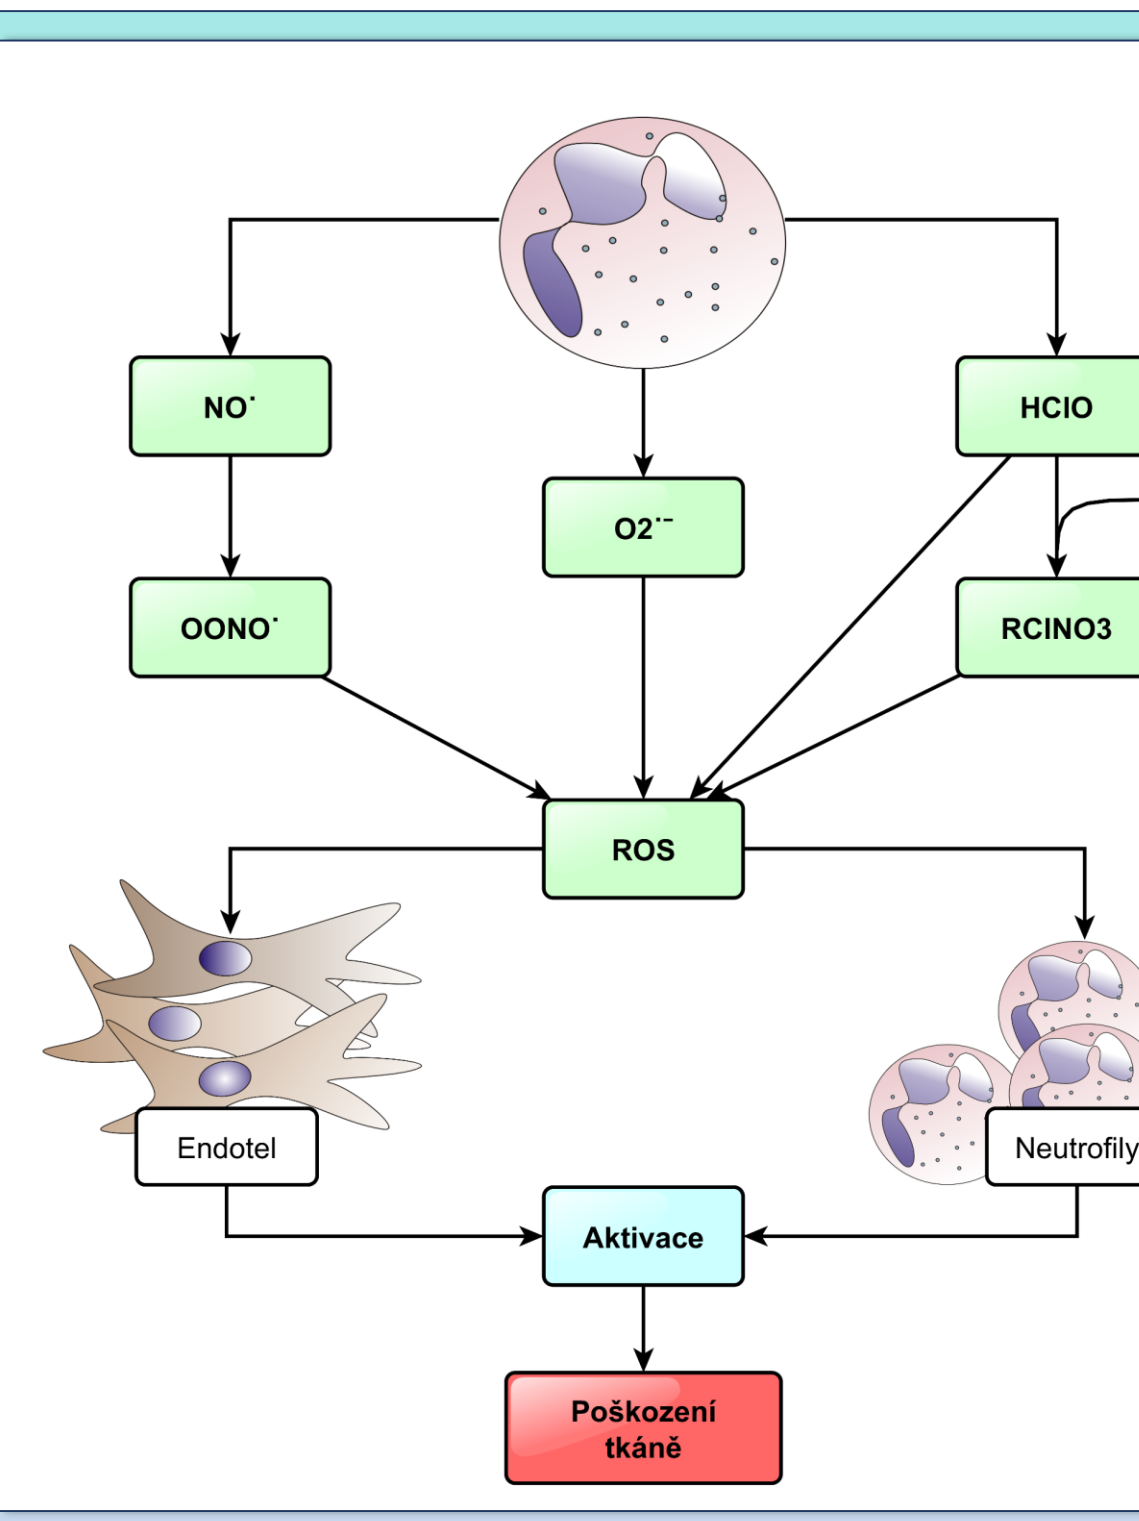 NO˙
HClO
O2˙−
OONO˙
RClNO3
ROS
Endotel
Neutrofily
Aktivace
Poškození
tkáně